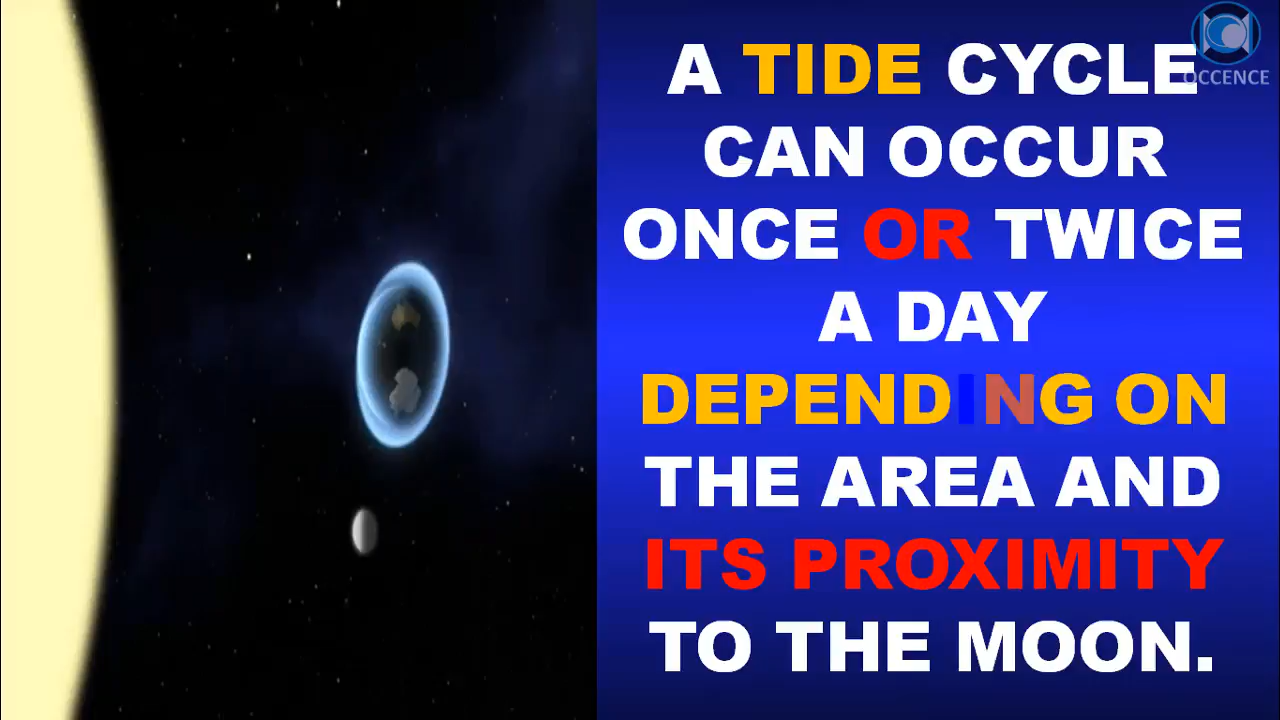 A TIDE CYCLE
CAN OCCUR
ONCE OR TWICE
A DAY
DEPENDING ON
THE AREA AND
ITS PROXIMITY
TO THE MOON.
OCCENCE